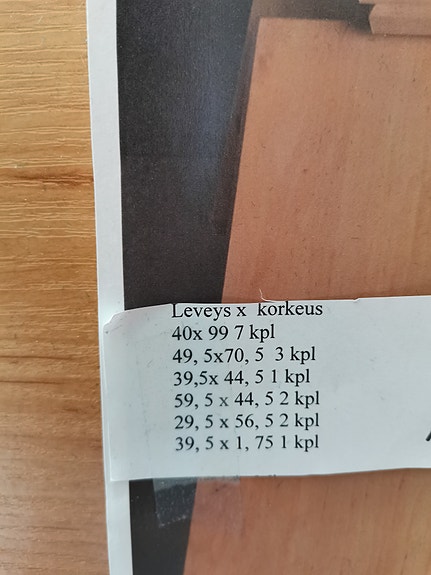 Leveys x korkeus
40x 99 7 kpl
49, 5x70, 5 3 kpl
39,5x 44, 5 1 kpl
59, 5 x 44, 5 2 kpl
29, 5 x 56, 5 2 kpl
39, 5 x 1, 75 1 kpl